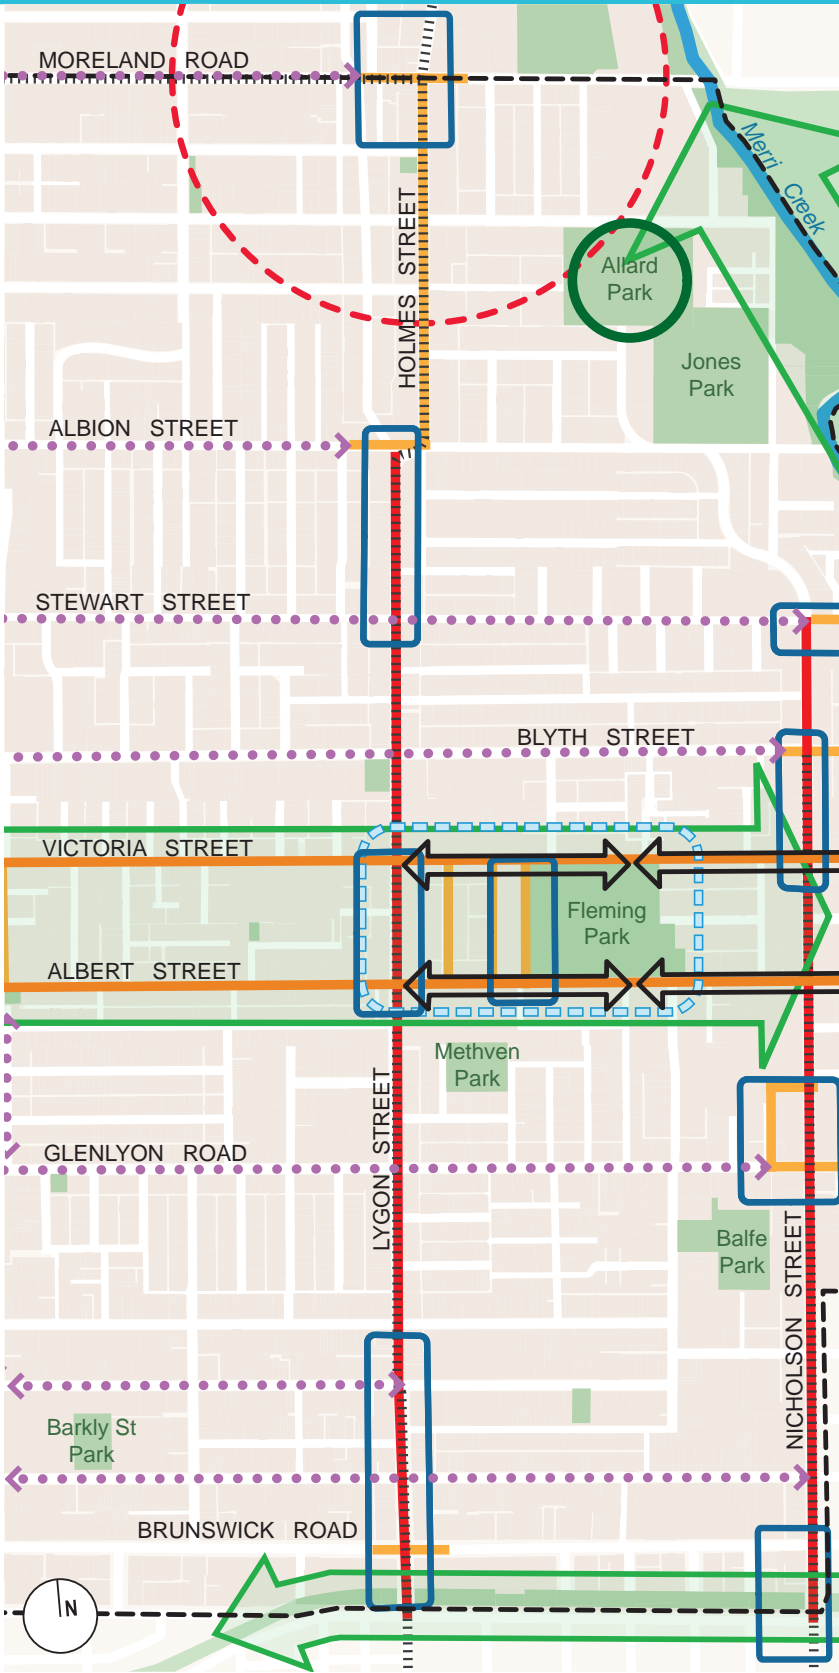 MORELAND ROAD
Merri
Creek
HOLMES STREET
Allard
Park
Jones
Park
ALBION STREET
STEWART STREET
BLYTH STREET
VICTORIA STREET
Fleming
Park
ALBERT STREET
Methven
Park
LYGON STREET
GLENLYON ROAD
Balfe
Park
NICHOLSON STREET
Barkly St
Park
BRUNSWICK ROAD
N